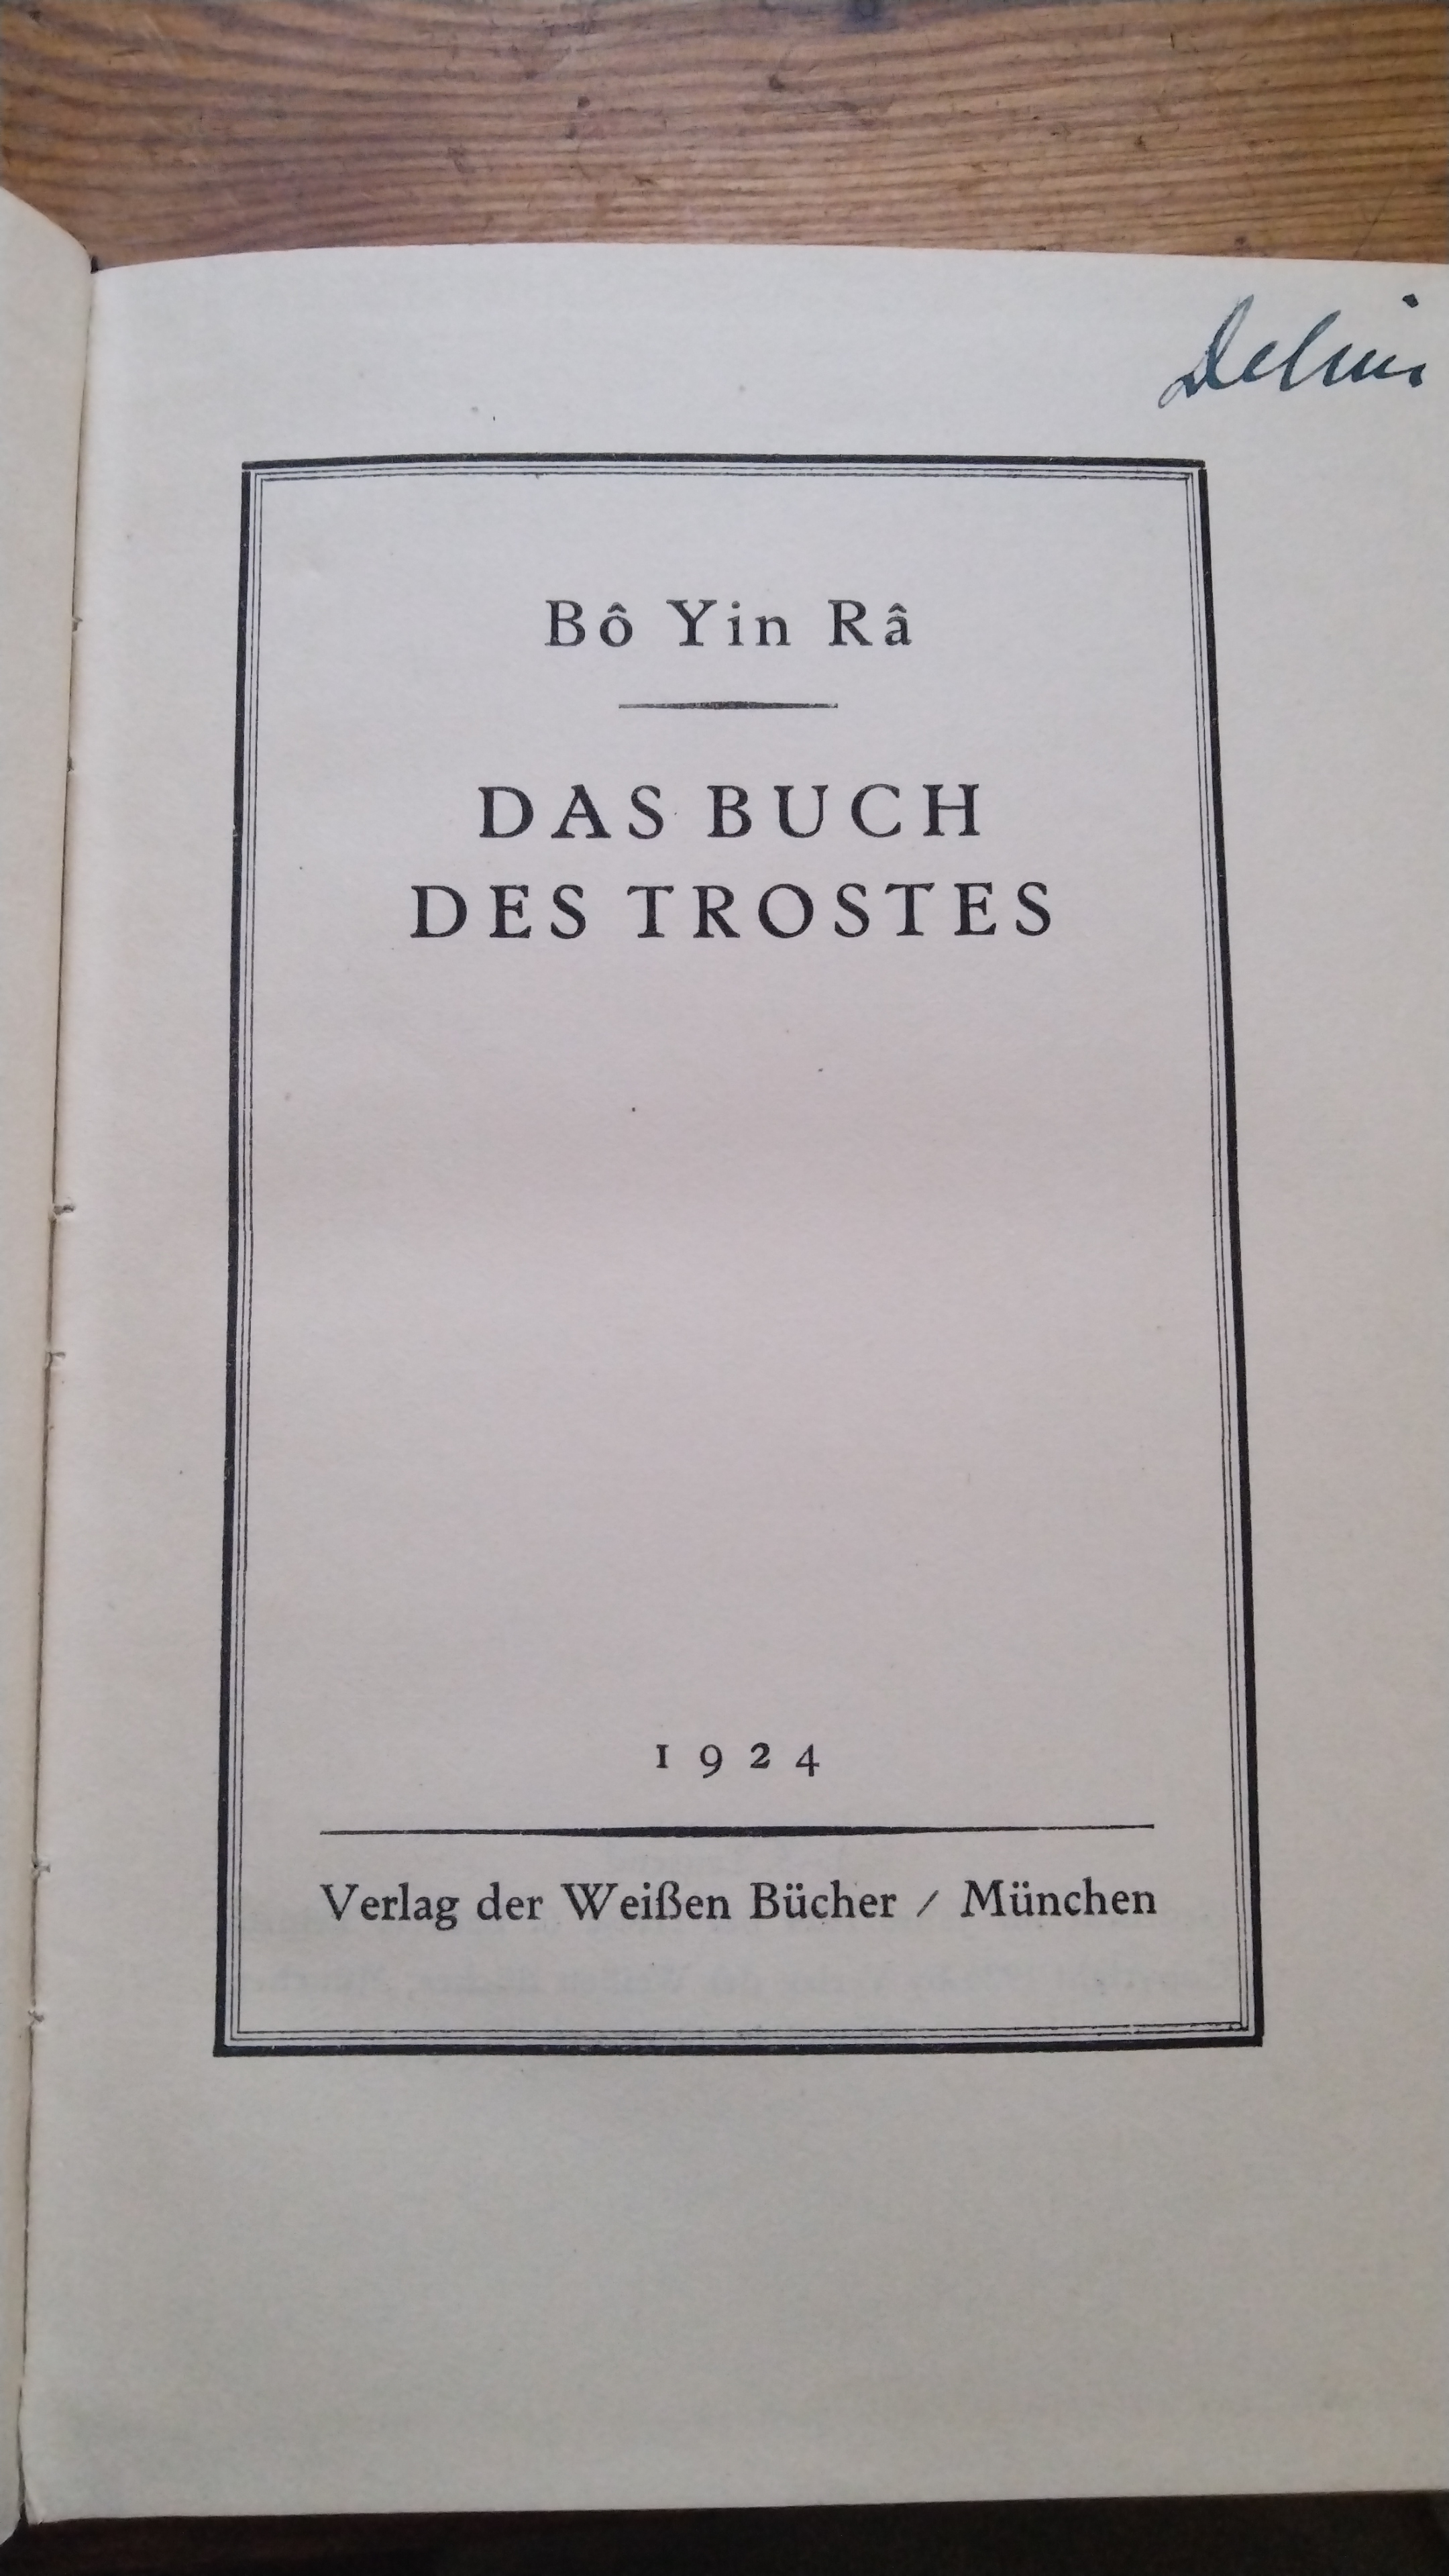 Bô Yin Râ
DAS BUCH
DES TROSTES
1924
Verlag der Weißen Bücher / München